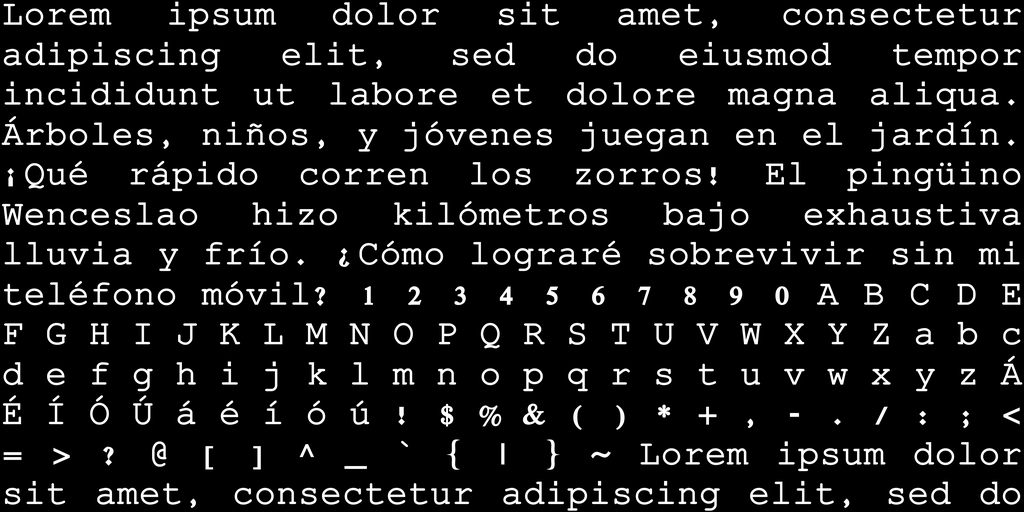 Lorem ipsum dolor sit amet, consectetur
adipiscing elit, sed do eiusmod tempor
incididunt ut labore et dolore magna aliqua.
Árboles, niños, y jóvenes juegan en el jardín.
¡Qué rápido corren los zorros! El pingüino
Wenceslao hizo kilómetros bajo exhaustiva
lluvia y frío. ¿Cómo lograré sobrevivir sin mi
teléfono móvil? 1 2 3 4 5 6 7 8 9 0 A B C D E
F G H I J K L M N O P Q R S T U V W X Y Z a b c
d e f g h i j k l m n o p q r s t u v w x y z Á
É Í Ó Ú á é í ó ú ! $ % & ( ) * + , - . / : ; <
= > ? @ [ ] ^ _ ` { | } ~ Lorem ipsum dolor
sit amet, consectetur adipiscing elit, sed do